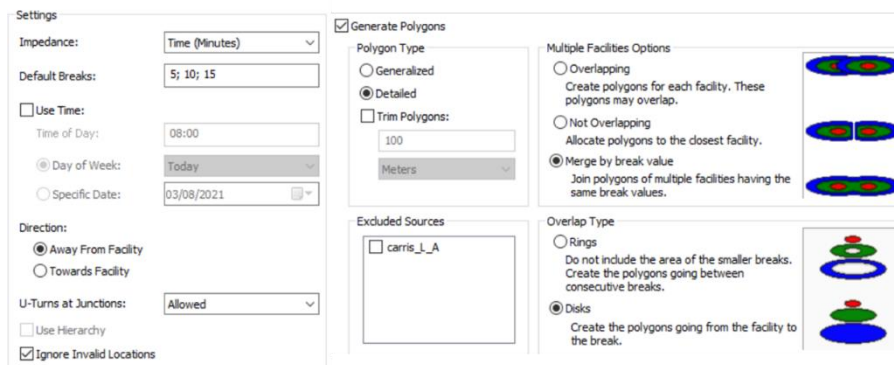 Settings
Impedance: Time (Minutes)
Default Breaks: 5; 10; 15
Use Time:
Time of Day: 08:00
Day of Week: Today
Specific Date: 03/08/2021
Direction:
Away From Facility
Towards Facility
U-Turns at Junctions: Allowed
Use Hierarchy
Ignore Invalid Locations
Generate Polygons
Polygon Type
Generalized
Detailed
Trim Polygons:
100
Meters
Excluded Sources
carris_L_A
Multiple Facilities Options
Overlapping
Create polygons for each facility. These
polygons may overlap.
Not Overlapping
Allocate polygons to the closest facility.
Merge by break value
Join polygons of multiple facilities having the
same break values.
Overlap Type
Rings
Do not include the area of the smaller breaks.
Create the polygons going between
consecutive breaks.
Disks
Create the polygons going from the facility to
the break.